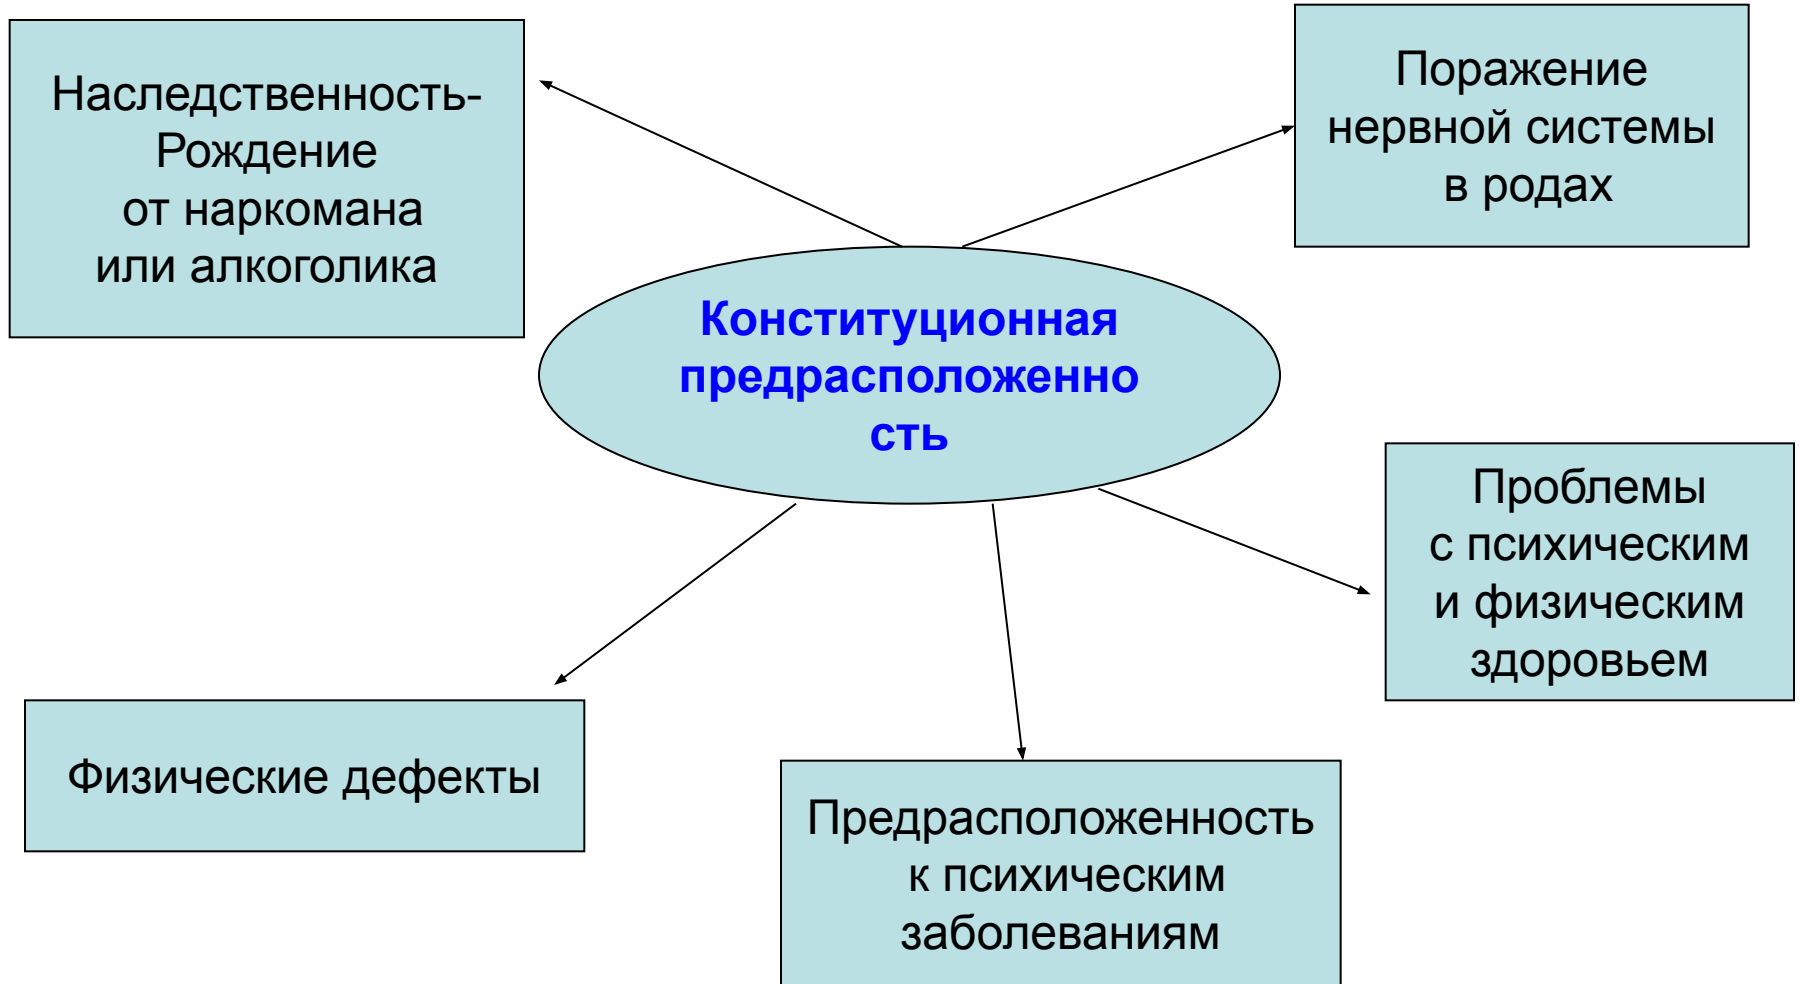 Наследственность-
Рождение
от наркомана
или алкоголика
Поражение
нервной системы
в родах
Конституционная
предрасположенно
сть
Проблемы
с психическим
и физическим
здоровьем
Физические дефекты
Предрасположенность
к психическим
заболеваниям